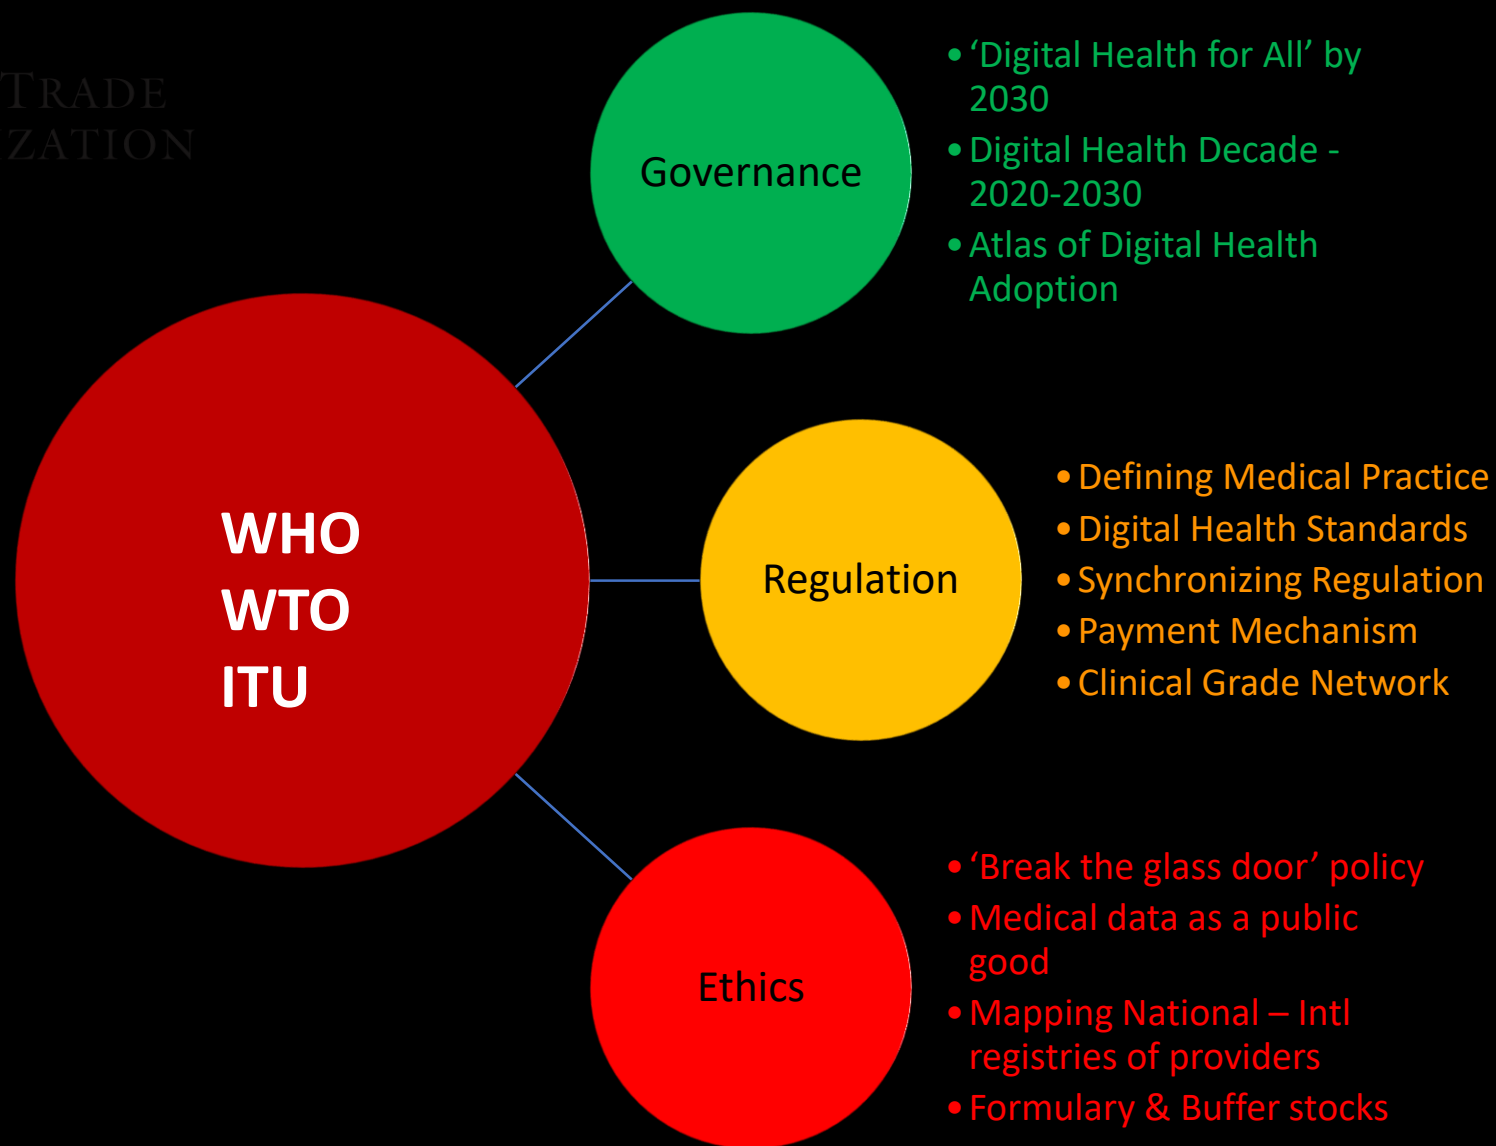 TRADE
IZATION
WHO
WTO
ITU
Governance
• ‘Digital Health for All’ by
2030
• Digital Health Decade -
2020-2030
• Atlas of Digital Health
Adoption
Regulation
• Defining Medical Practice
• Digital Health Standards
• Synchronizing Regulation
• Payment Mechanism
• Clinical Grade Network
Ethics
• ‘Break the glass door’ policy
• Medical data as a public
good
• Mapping National – Intl
registries of providers
• Formulary & Buffer stocks